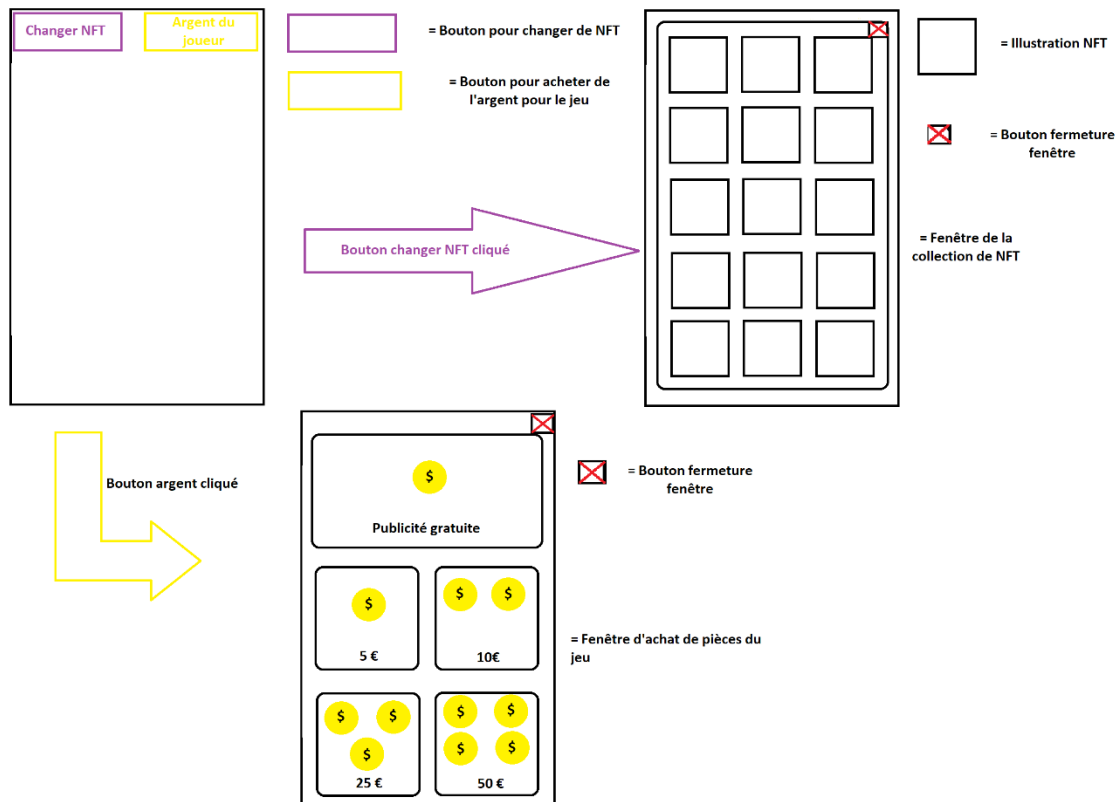 Changer NFT
Argent du
joueur
= Bouton pour changer de NFT
= Bouton pour acheter de
l'argent pour le jeu
= Illustration NFT
= Bouton fermeture
fenêtre
Bouton changer NFT cliqué
= Fenêtre de la
collection de NFT
Bouton argent cliqué
$
Publicité gratuite
= Bouton fermeture
fenêtre
$
5 €
$ $
10€
= Fenêtre d'achat de pièces du
jeu
$ $
$
25 €
$ $
$ $
50 €